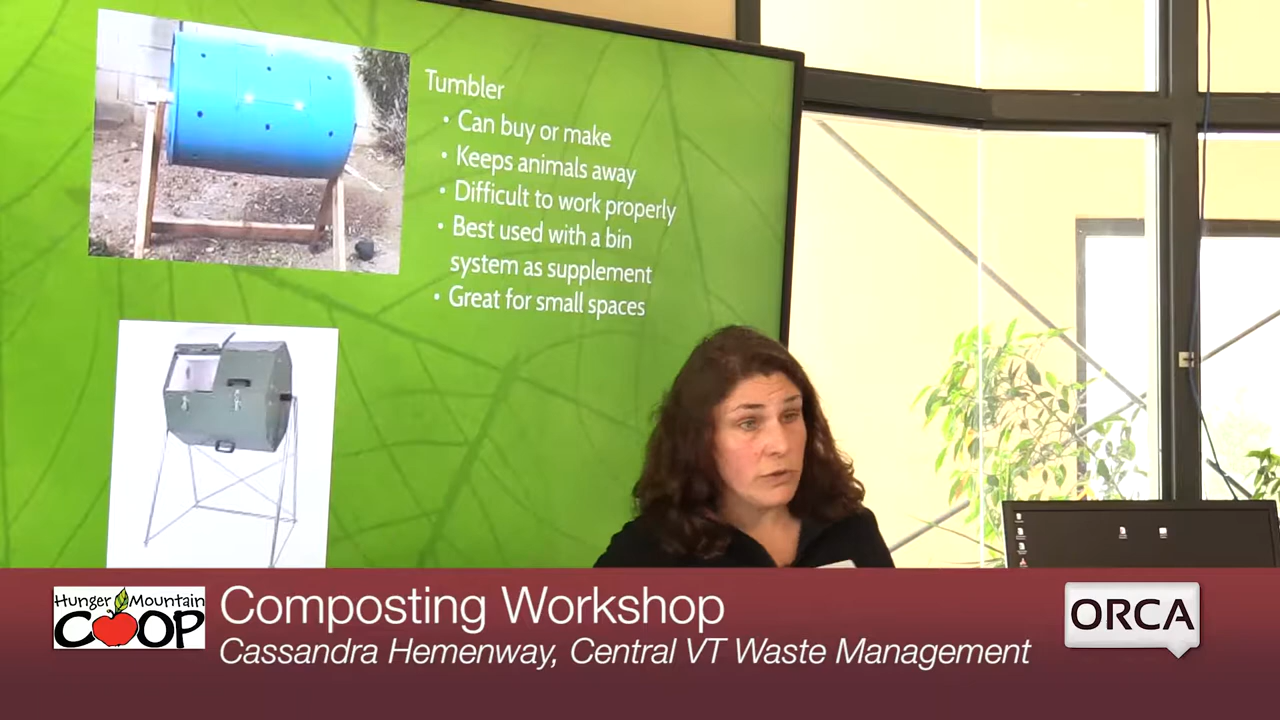 Tumbler
• Can buy or make
• Keeps animals away
• Difficult to work properly
• Best used with a bin
system as supplement
• Great for small spaces
Hunger Mountain
COOP
Composting Workshop
Cassandra Hemenway, Central VT Waste Management
ORCA